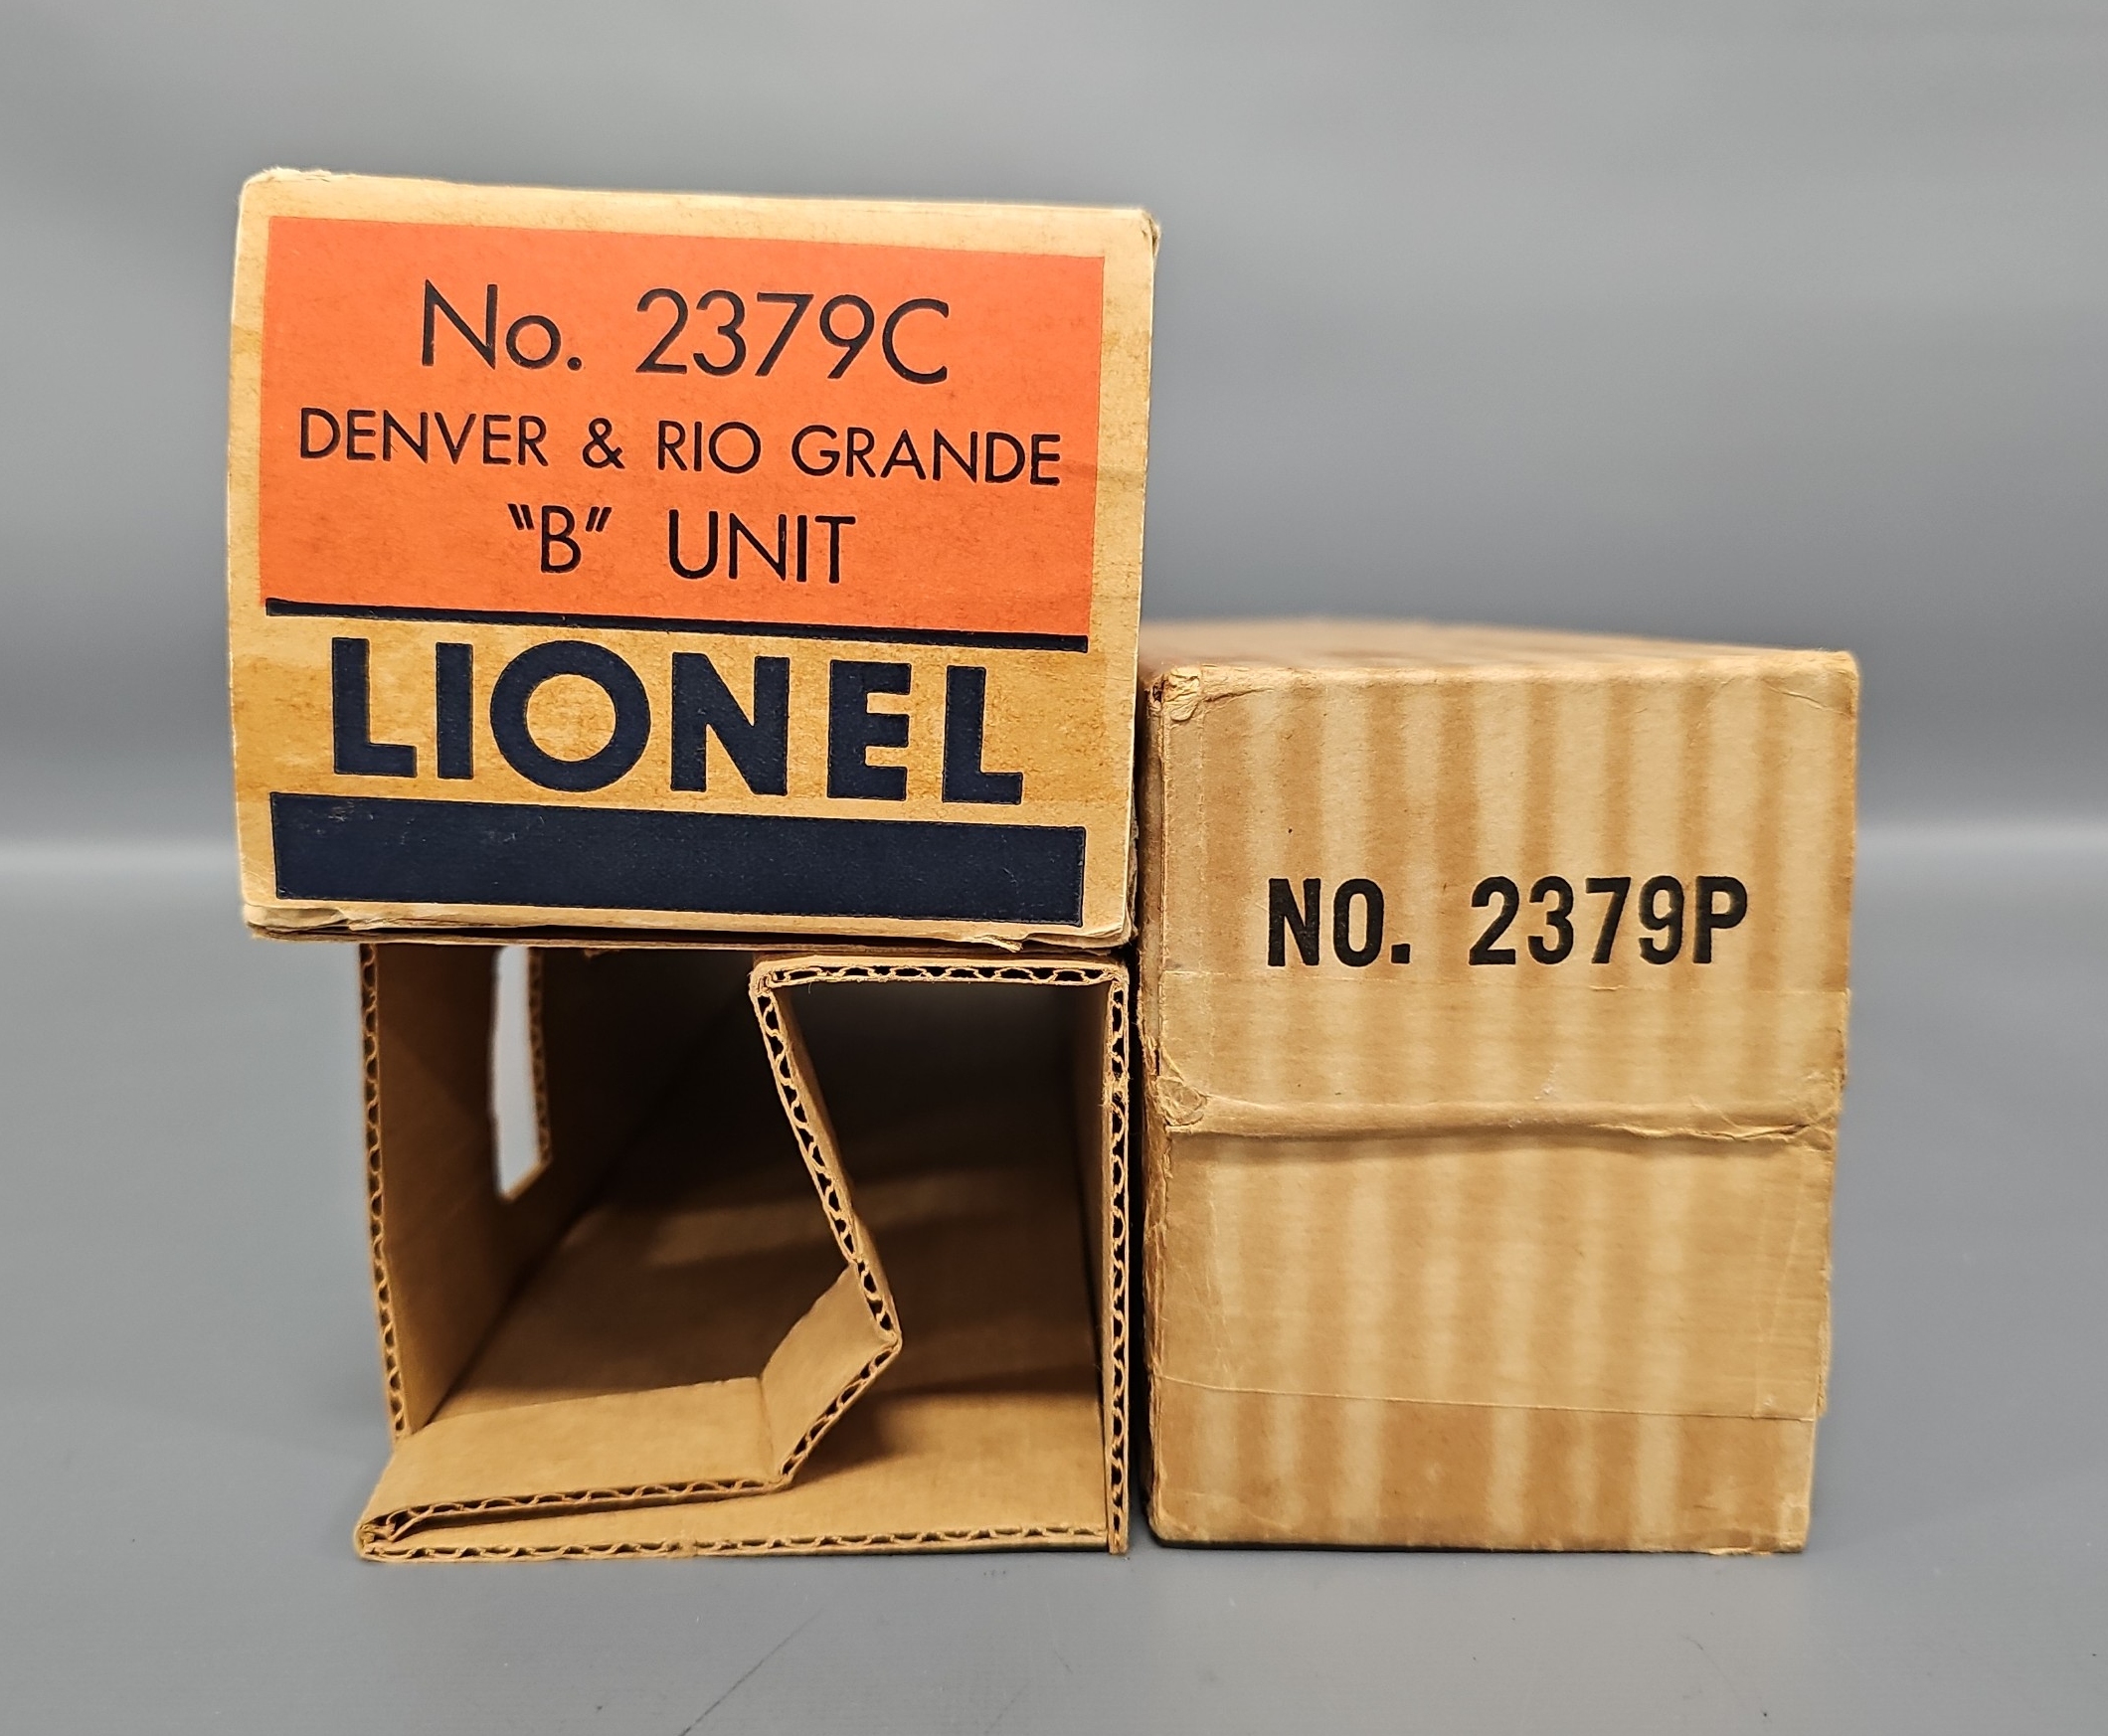 No. 2379C
DENVER & RIO GRANDE
"B" UNIT
LIONEL
NO. 2379P